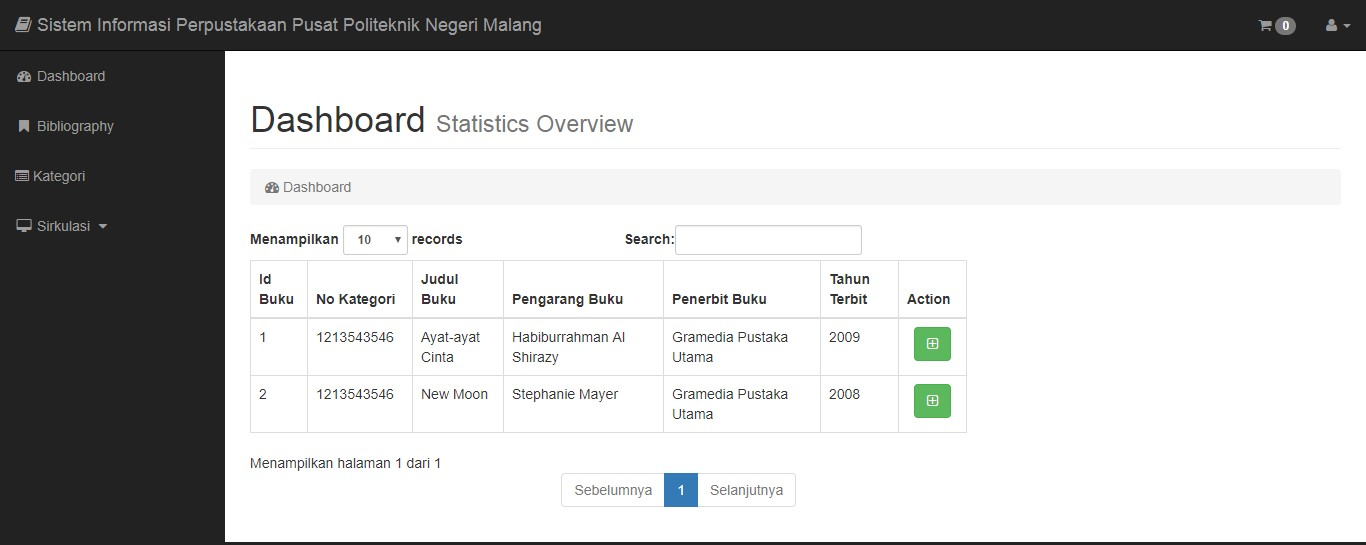 Sistem Informasi Perpustakaan Pusat Politeknik Negeri Malang
0
Dashboard
Bibliography
Kategori
Sirkulasi
Dashboard Statistics Overview
Dashboard
Menampilkan 10 records Search:
Id Buku No Kategori Judul Buku Pengarang Buku Penerbit Buku Tahun Terbit Action
1 1213543546 Ayat-ayat Cinta Habiburrahman Al Shirazy Gramedia Pustaka Utama 2009
2 1213543546 New Moon Stephanie Mayer Gramedia Pustaka Utama 2008
Menampilkan halaman 1 dari 1
Sebelumnya 1 Selanjutnya